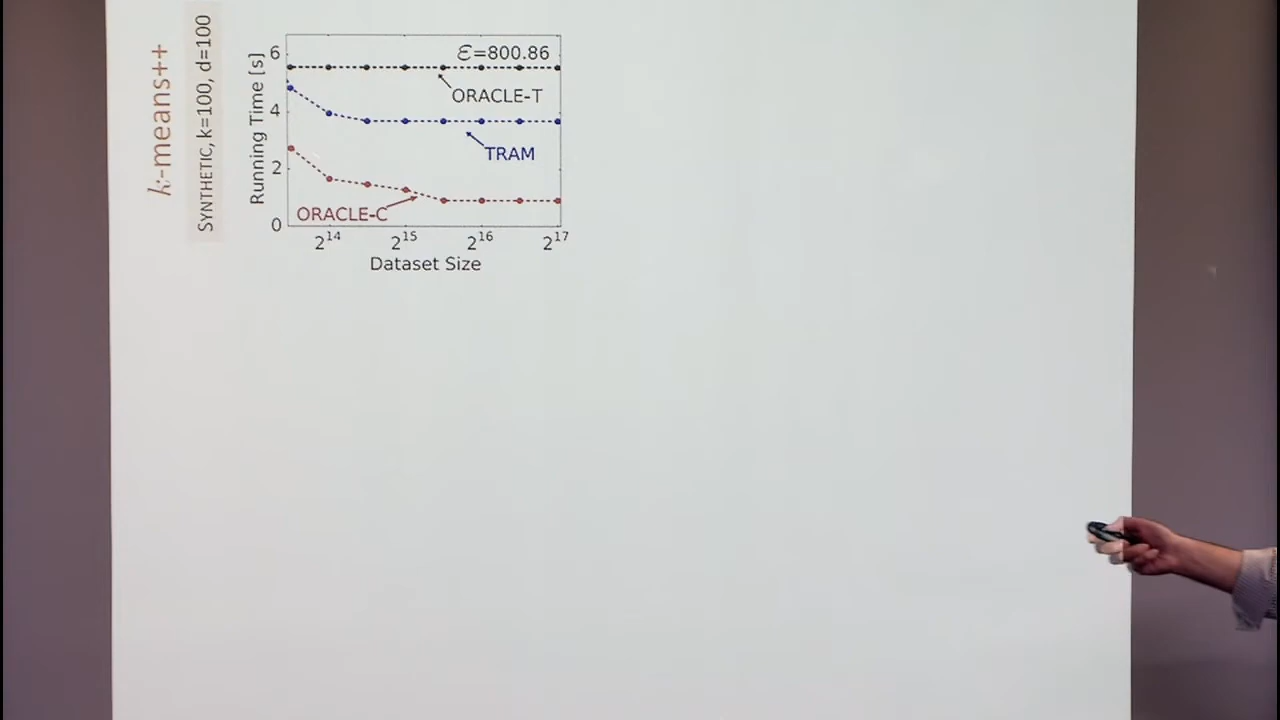 k-means++
SYNTHETIC, k=100, d=100
Running Time [s]
6
4
2
0
ε=800.86
ORACLE-T
TRAM
ORACLE-C
2^14 2^15 2^16 2^17
Dataset Size